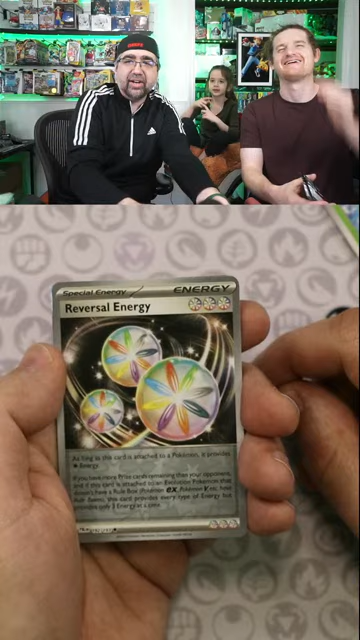 adidas
Special Energy
ENERGY
Reversal Energy
As long as this card is attached to a Pokémon, it provides
Energy.
If you have more Prize cards remaining than your opponent,
and if this card is attached to an Evolution Pokémon that
doesn't have a Rule Box (Pokémon ex, Pokémon V, etc. have
Rule Boxes), this card provides every type of Energy but
provides only 3 Energy at a time.